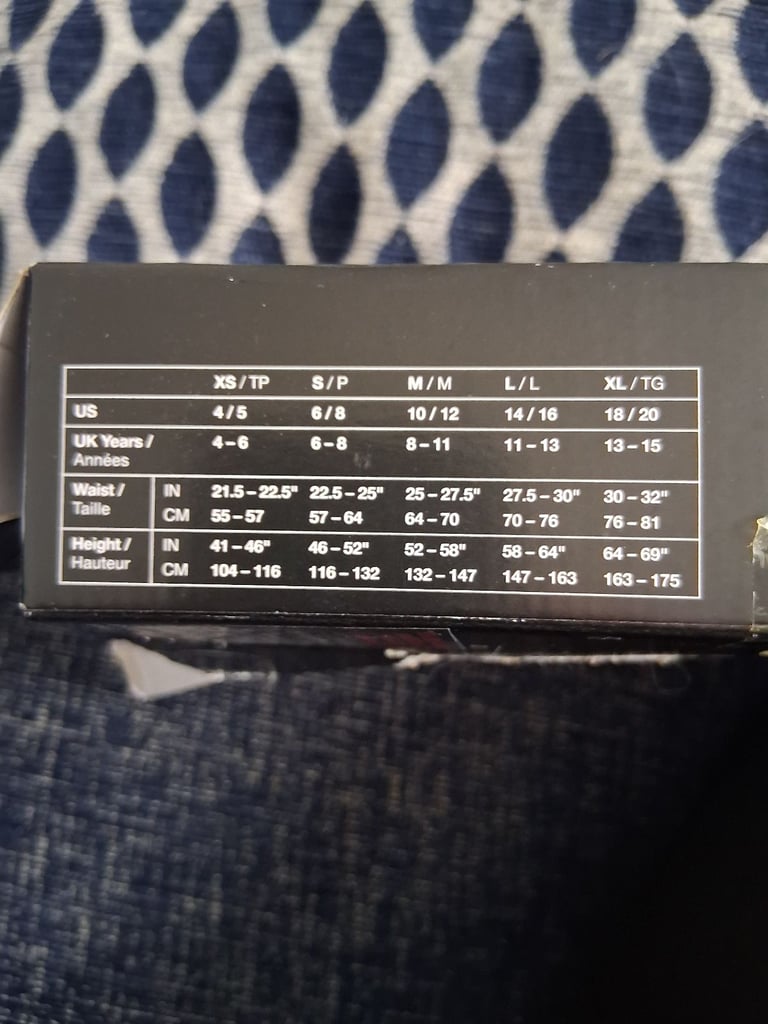 XS / TP S / P M / M L / L XL / TG
US 4 / 5 6 / 8 10 / 12 14 / 16 18 / 20
UK Years / 4 – 6 6 – 8 8 – 11 11 – 13 13 – 15
Années
Waist / IN 21.5 – 22.5" 22.5 – 25" 25 – 27.5" 27.5 – 30" 30 – 32"
Taille CM 55 – 57 57 – 64 64 – 70 70 – 76 76 – 81
Height / IN 41 – 46" 46 – 52" 52 – 58" 58 – 64" 64 – 69"
Hauteur CM 104 – 116 116 – 132 132 – 147 147 – 163 163 – 175